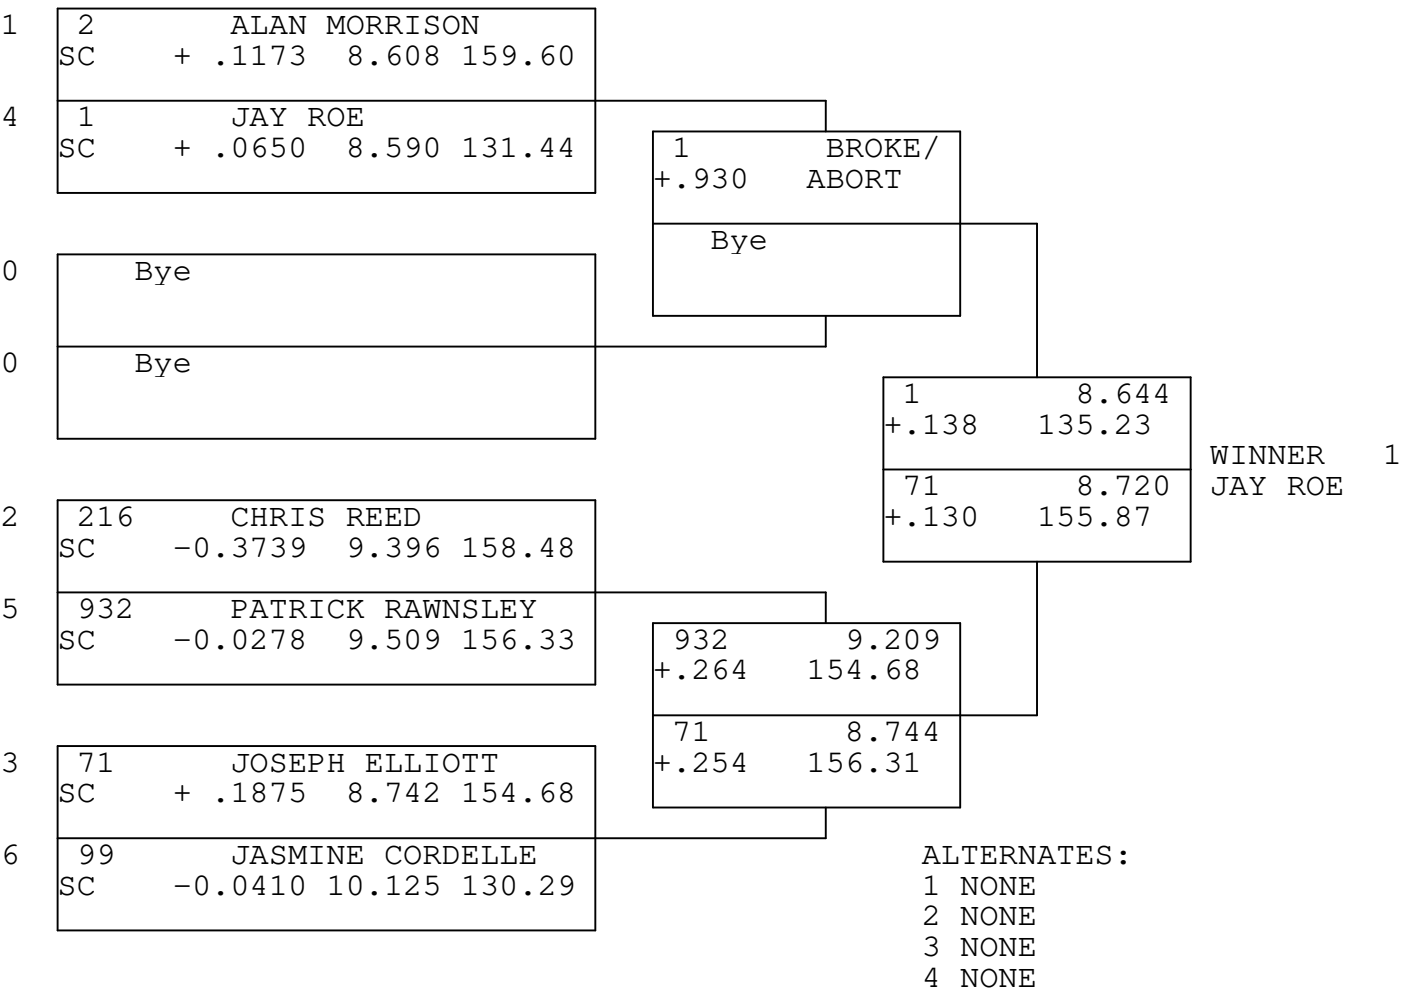 1 2 ALAN MORRISON
SC + .1173 8.608 159.60
4 1 JAY ROE
SC + .0650 8.590 131.44
1 BROKE/
+.930 ABORT
Bye
0 Bye
0 Bye
1 8.644
+.138 135.23
71 8.720
+.130 155.87
WINNER 1
JAY ROE
2 216 CHRIS REED
SC -0.3739 9.396 158.48
5 932 PATRICK RAWNSLEY
SC -0.0278 9.509 156.33
932 9.209
+.264 154.68
71 8.744
+.254 156.31
3 71 JOSEPH ELLIOTT
SC + .1875 8.742 154.68
6 99 JASMINE CORDELLE
SC -0.0410 10.125 130.29
ALTERNATES:
1 NONE
2 NONE
3 NONE
4 NONE